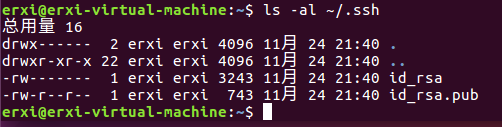 erxi@erxi-virtual-machine:~$ ls -al ~/.ssh
总用量 16
drwx------  2 erxi erxi 4096 11月 24 21:40 .
drwxr-xr-x 22 erxi erxi 4096 11月 24 21:40 ..
-rw-------  1 erxi erxi 3243 11月 24 21:40 id_rsa
-rw-r--r--  1 erxi erxi  743 11月 24 21:40 id_rsa.pub
erxi@erxi-virtual-machine:~$